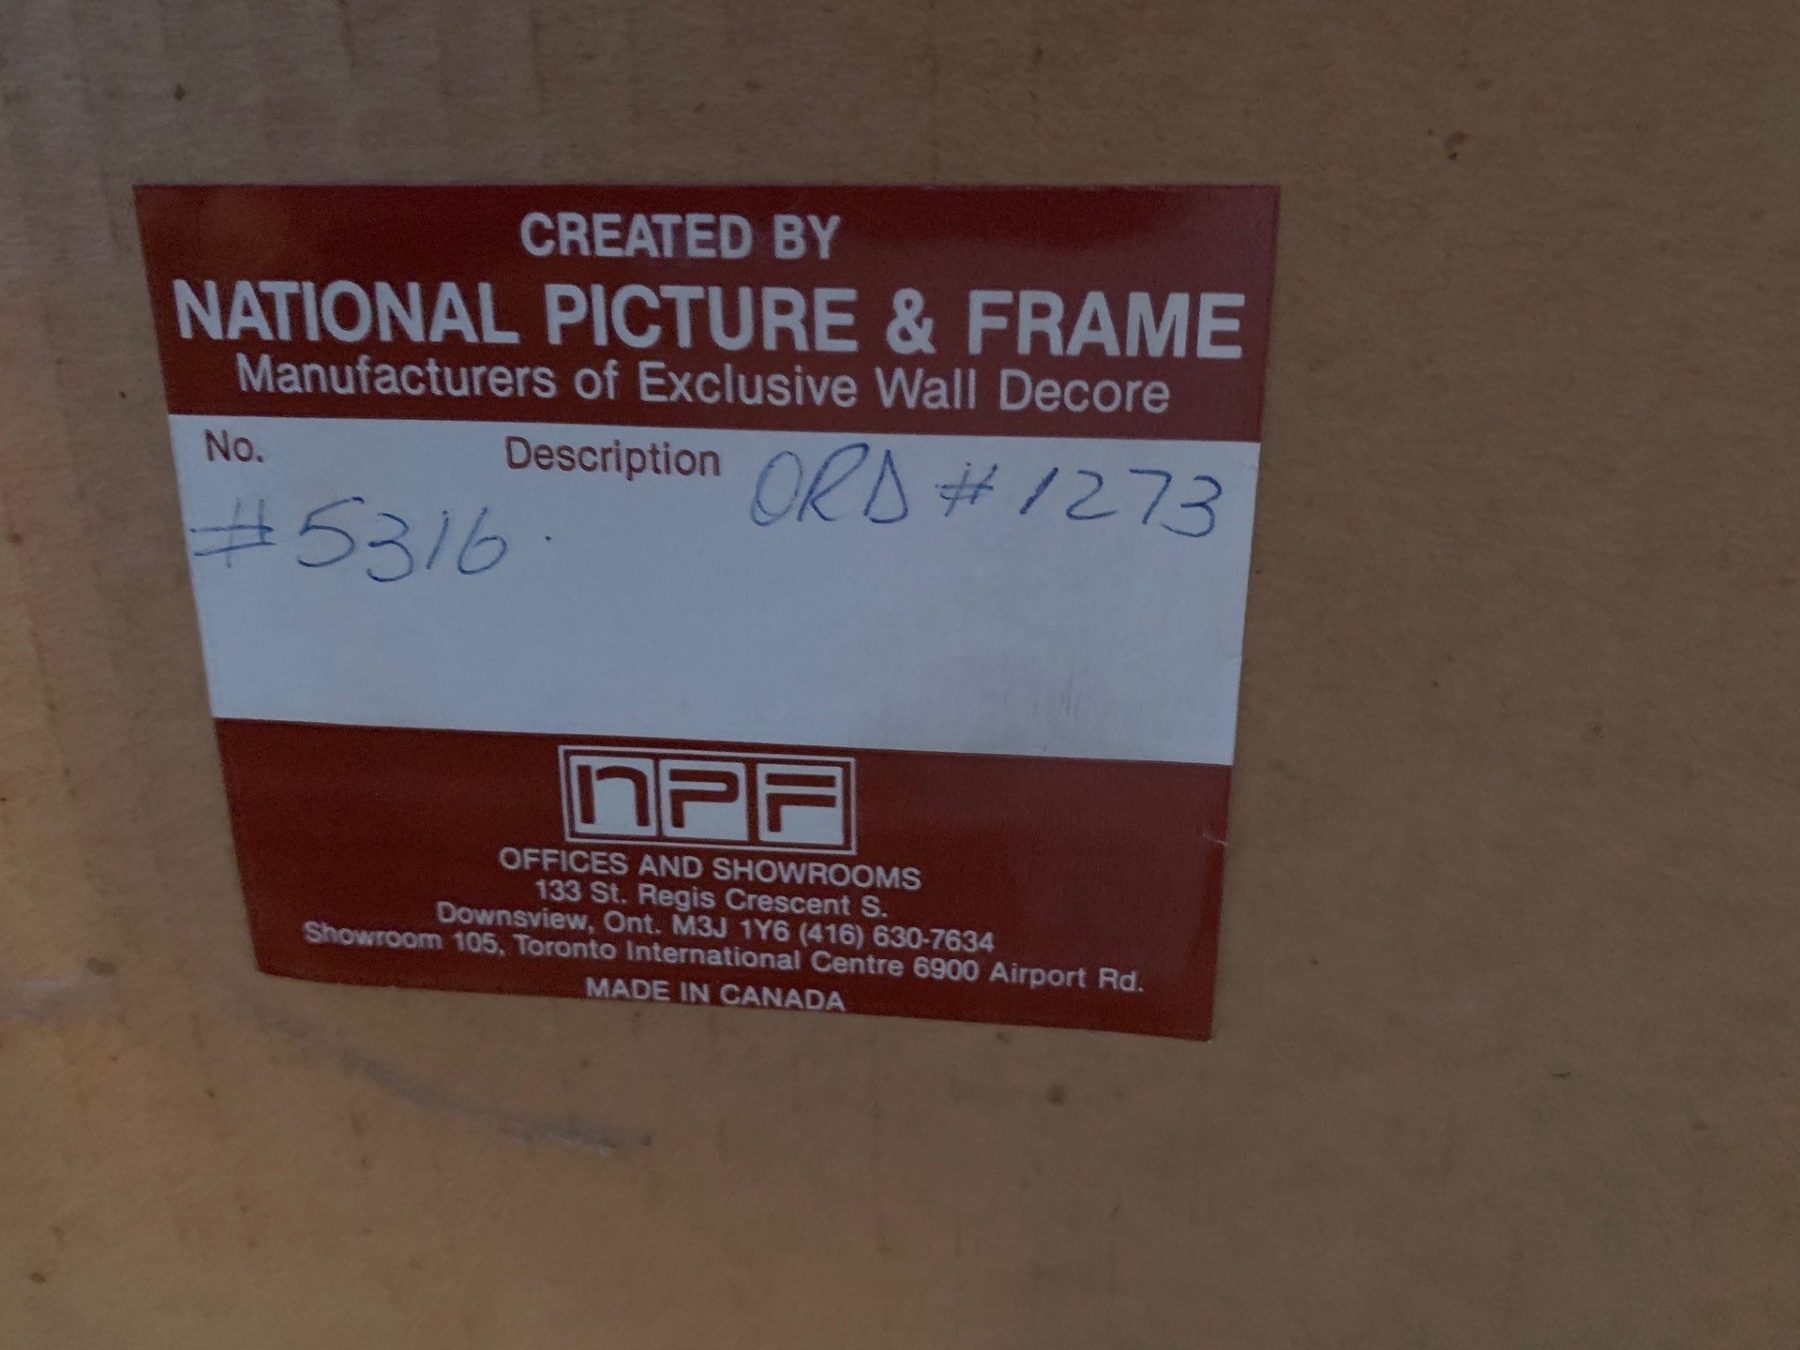 CREATED BY
NATIONAL PICTURE & FRAME
Manufacturers of Exclusive Wall Decore
No. Description ORD # 1273
#5316.
NPF
OFFICES AND SHOWROOMS
133 St. Regis Crescent S.
Downsview, Ont. M3J 1Y6 (416) 630-7634
Showroom 105, Toronto International Centre 6900 Airport Rd.
MADE IN CANADA